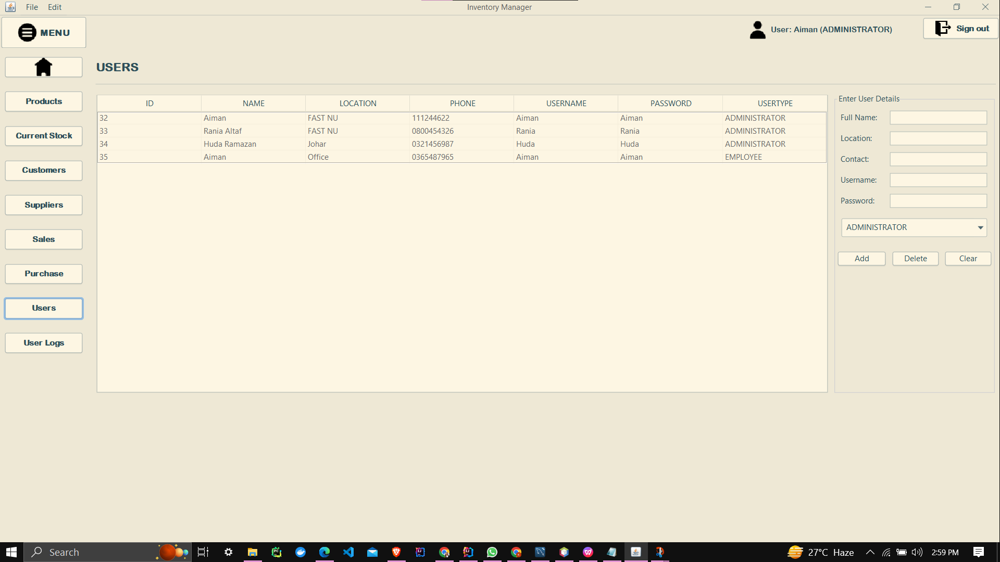 File Edit Inventory Manager
MENU
User: Aiman (ADMINISTRATOR)
Sign out
Products
Current Stock
Customers
Suppliers
Sales
Purchase
Users
User Logs
USERS
ID NAME LOCATION PHONE USERNAME PASSWORD USERTYPE
32 Aiman FAST NU 111244622 Aiman Aiman ADMINISTRATOR
33 Rania Altaf FAST NU 0800454326 Rania Rania ADMINISTRATOR
34 Huda Ramazan Johar 0321456987 Huda Huda ADMINISTRATOR
35 Aiman Office 0365487965 Aiman Aiman EMPLOYEE
Enter User Details
Full Name:
Location:
Contact:
Username:
Password:
ADMINISTRATOR
Add Delete Clear
Search 27°C Haze 2:59 PM